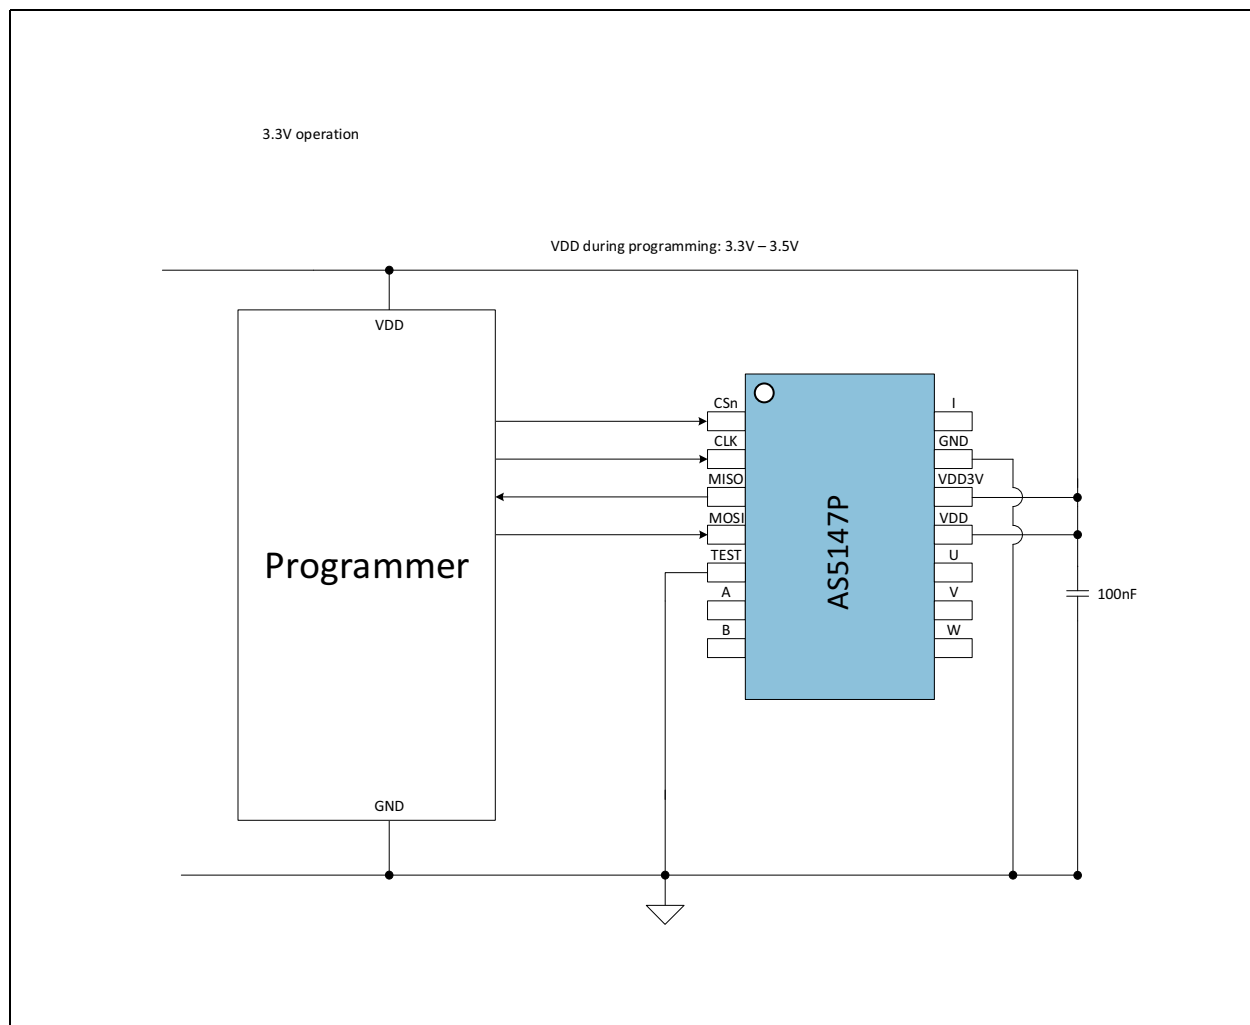 3.3V operation
VDD during programming: 3.3V – 3.5V
VDD
Programmer
GND
CSn
CLK
MISO
MOSI
TEST
A
B
AS5147P
I
GND
VDD3V
VDD
U
V
W
100nF